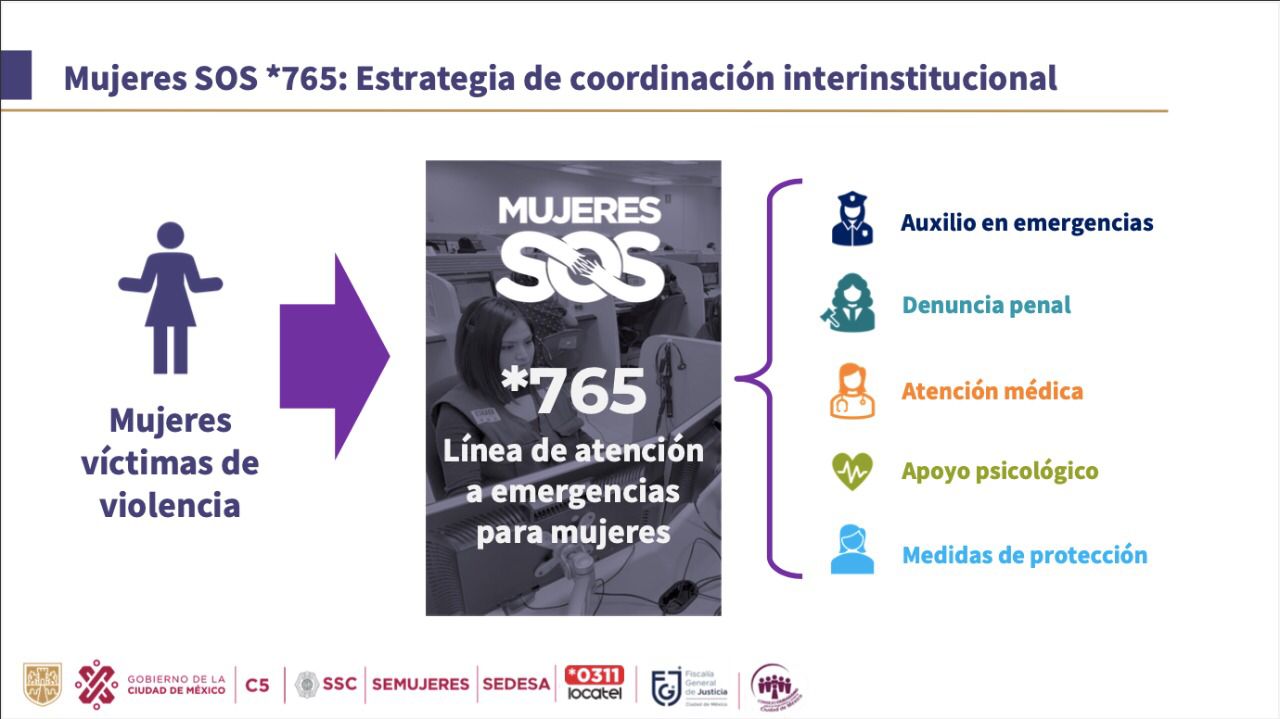 Mujeres SOS *765: Estrategia de coordinación interinstitucional
Mujeres
víctimas de
violencia
MUJERES
SOS
*765
Línea de atención
a emergencias
para mujeres
Auxilio en emergencias
Denuncia penal
Atención médica
Apoyo psicológico
Medidas de protección
GOBIERNO DE LA
CIUDAD DE MÉXICO
C5
SSC
SEMUJERES
SEDESA
*0311
locatel
FGJ
Fiscalía
General
de Justicia
Ciudad de México